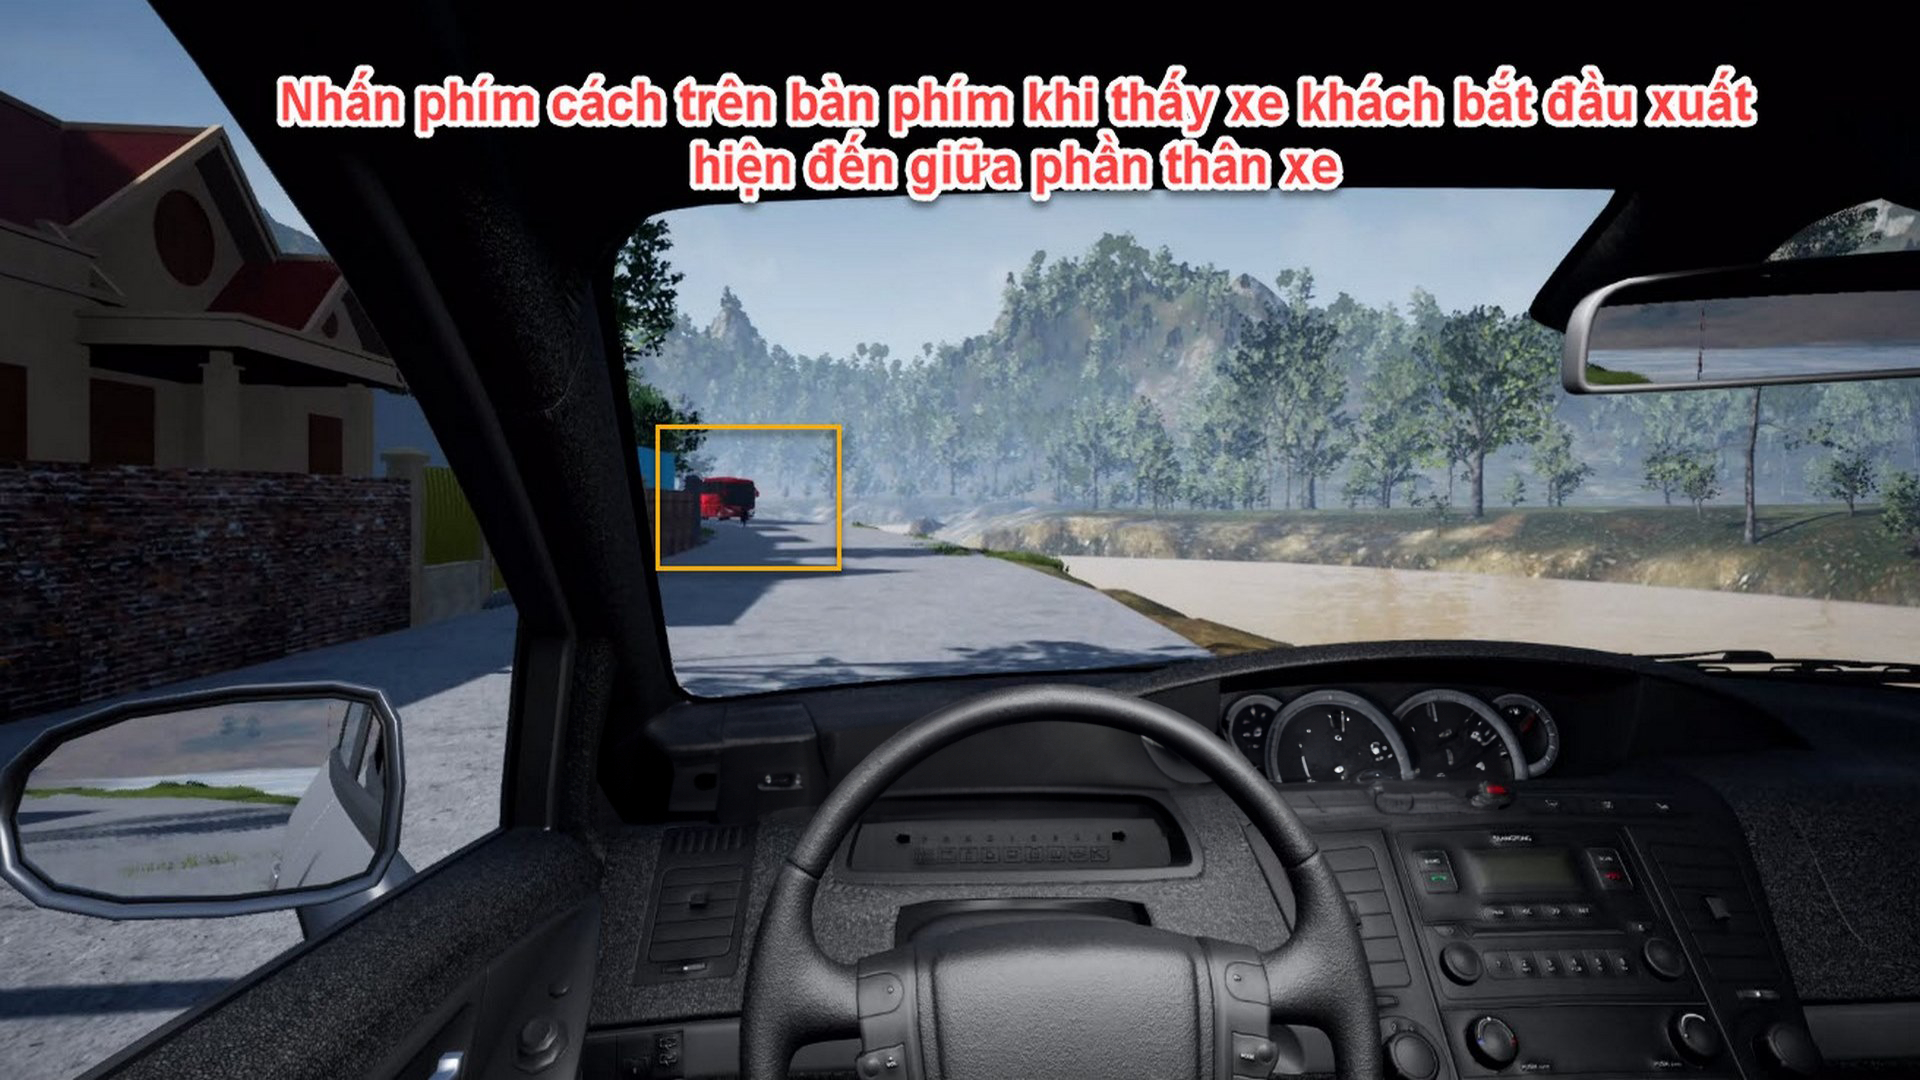 Nhấn phím cách trên bàn phím khi thấy xe khách bắt đầu xuất
hiện đến giữa phần thân xe